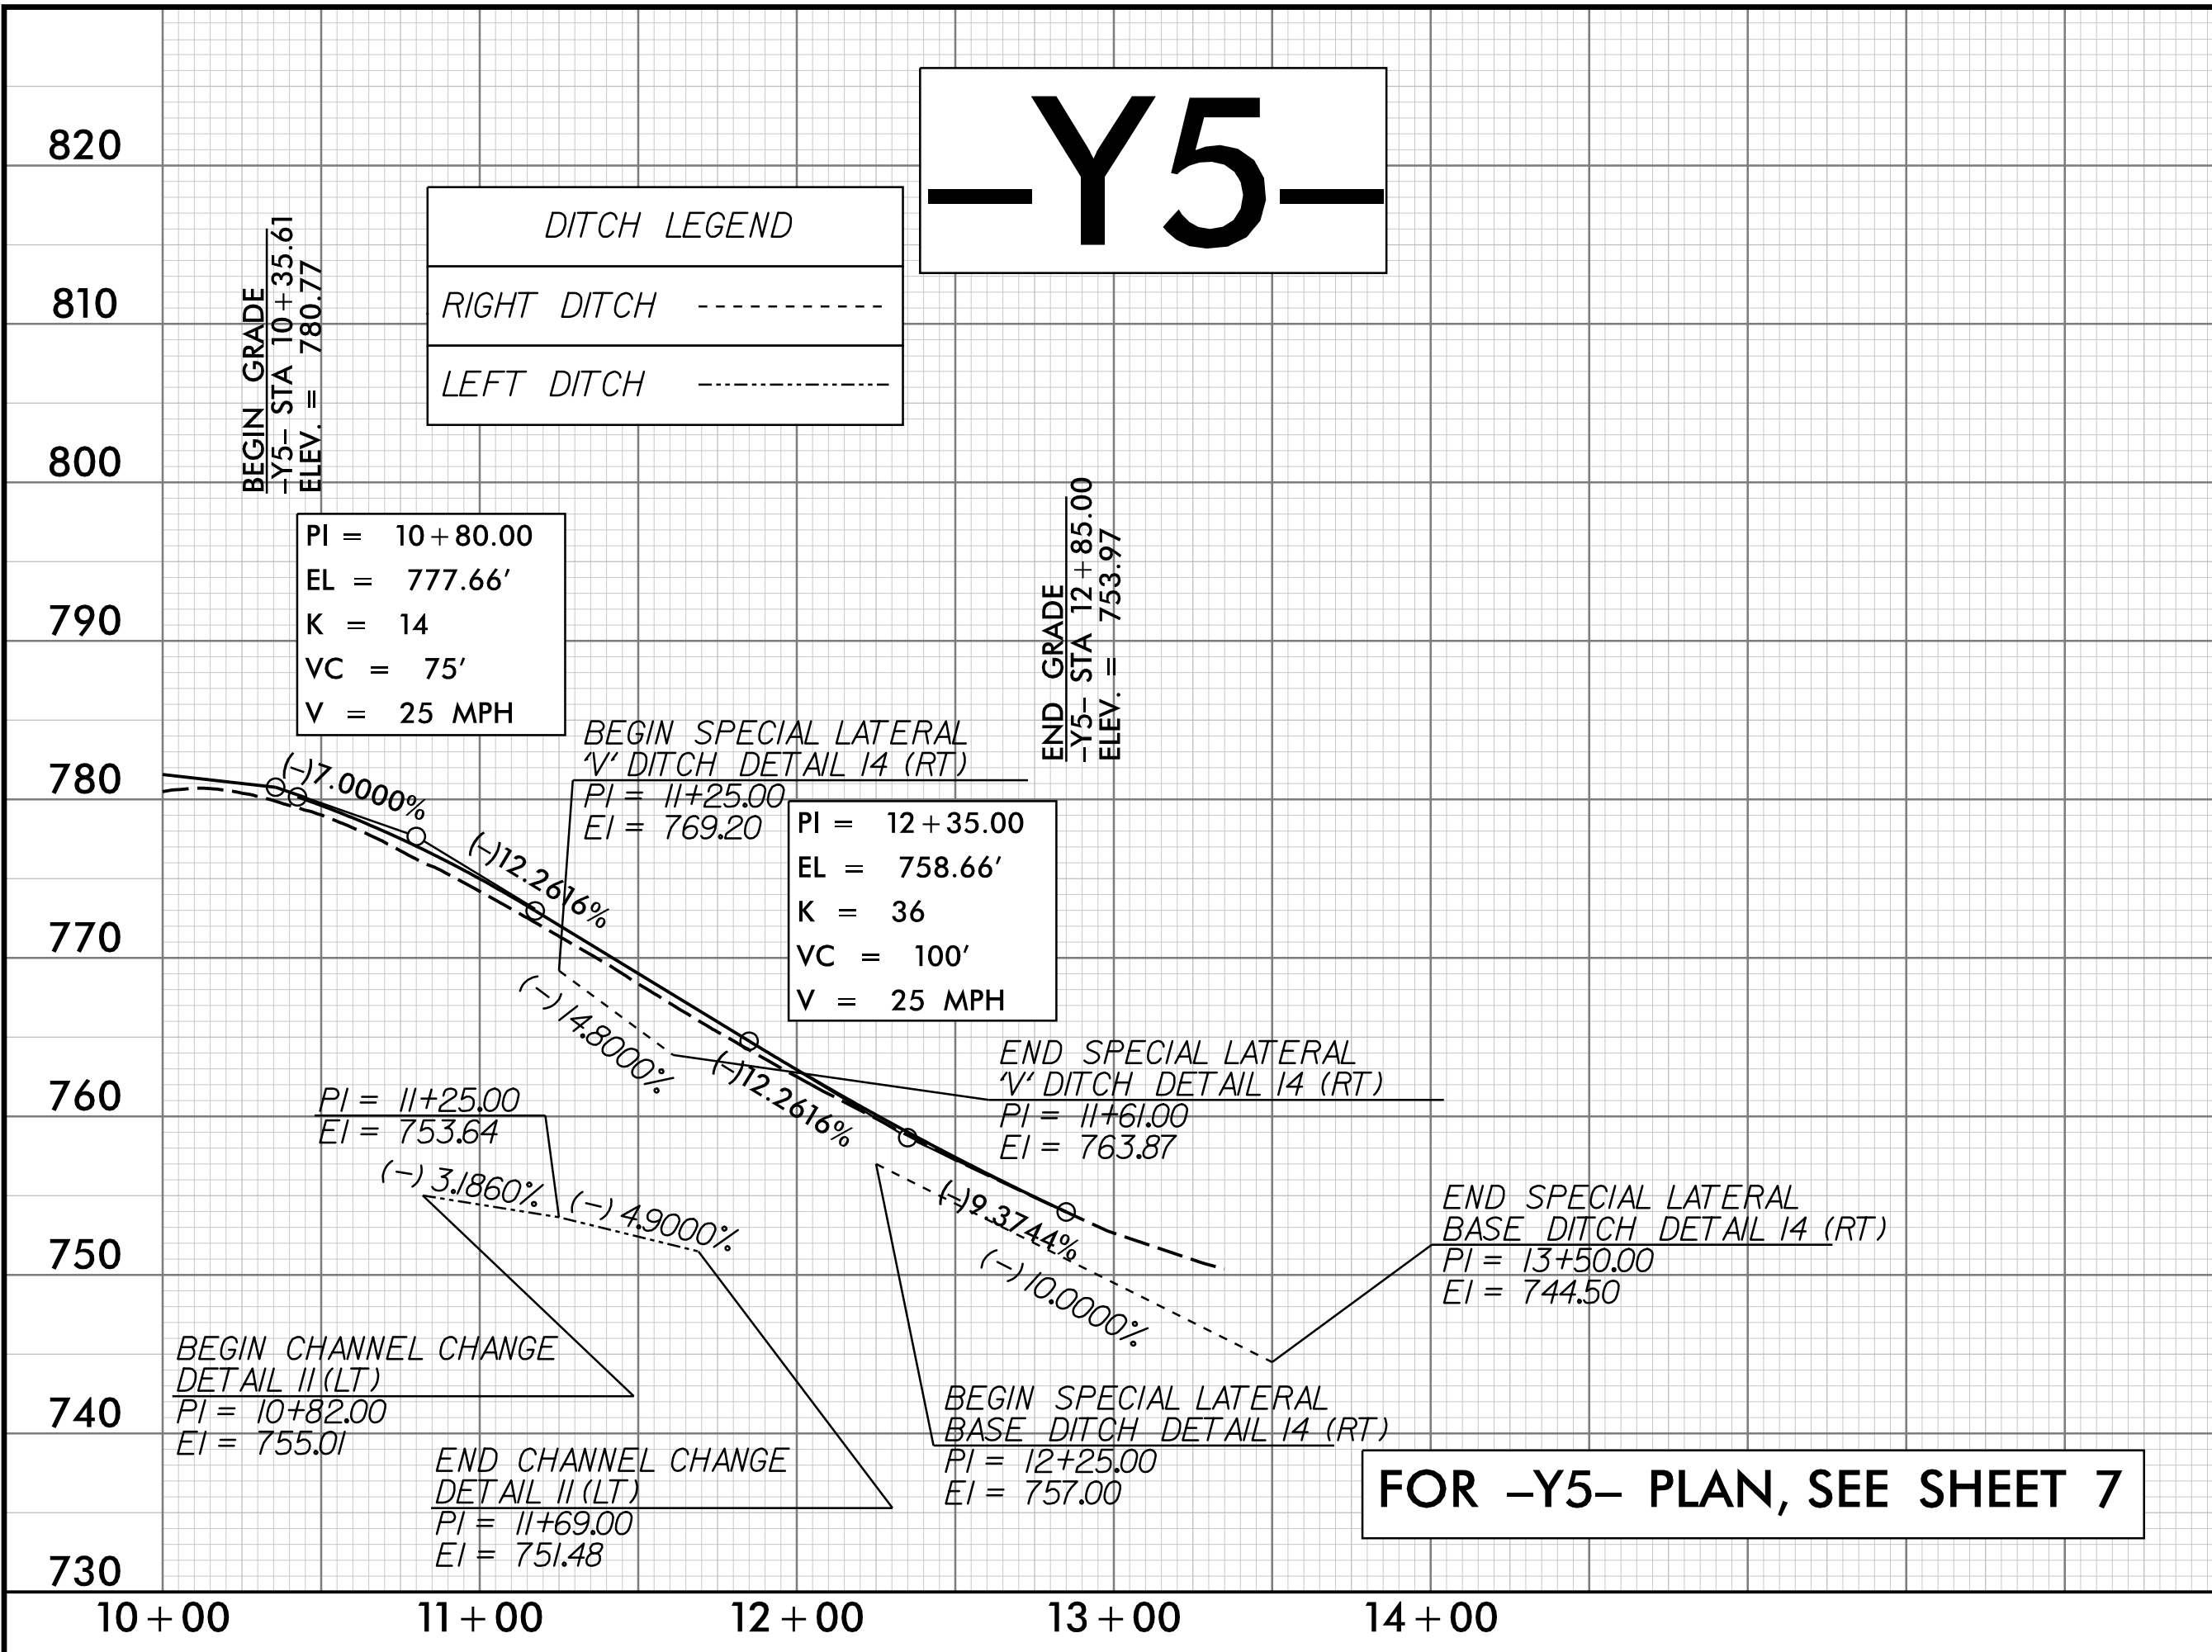 –Y5–
820
810
800
790
780
770
760
750
740
730
10+00
11+00
12+00
13+00
14+00
DITCH LEGEND
RIGHT DITCH
LEFT DITCH
BEGIN GRADE
–Y5– STA 10+35.61
ELEV. = 780.77
PI = 10+80.00
EL = 777.66'
K = 14
VC = 75'
V = 25 MPH
END GRADE
–Y5– STA 12+85.00
ELEV. = 753.97
BEGIN SPECIAL LATERAL
'V' DITCH DETAIL 14 (RT)
PI = 11+25.00
El = 769.20
PI = 12+35.00
EL = 758.66'
K = 36
VC = 100'
V = 25 MPH
(–)7.0000%
(–)12.2616%
(–)14.8000%
(–)12.2616%
END SPECIAL LATERAL
'V' DITCH DETAIL 14 (RT)
PI = 11+61.00
El = 763.87
PI = 11+25.00
El = 753.64
(–) 3.1860%
(–) 4.9000%
(–)9.3744%
(–)10.0000%
END SPECIAL LATERAL
BASE DITCH DETAIL 14 (RT)
PI = 13+50.00
El = 744.50
BEGIN CHANNEL CHANGE
DETAIL 11 (LT)
PI = 10+82.00
El = 755.01
END CHANNEL CHANGE
DETAIL 11 (LT)
PI = 11+69.00
El = 751.48
BEGIN SPECIAL LATERAL
BASE DITCH DETAIL 14 (RT)
PI = 12+25.00
El = 757.00
FOR –Y5– PLAN, SEE SHEET 7